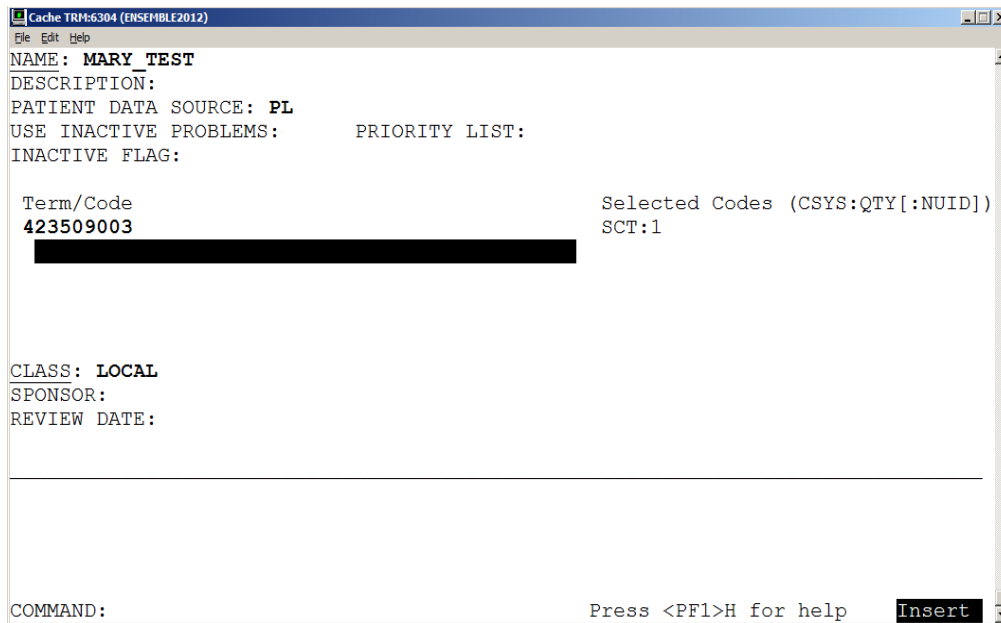 Cache TRM:6304 (ENSEMBLE2012)
File Edit Help
NAME: MARY_TEST
DESCRIPTION:
PATIENT DATA SOURCE: PL
USE INACTIVE PROBLEMS: PRIORITY LIST:
INACTIVE FLAG:
Term/Code Selected Codes (CSYS:QTY[:NUID])
423509003 SCT:1
CLASS: LOCAL
SPONSOR:
REVIEW DATE:
COMMAND: Press <PF1>H for help Insert